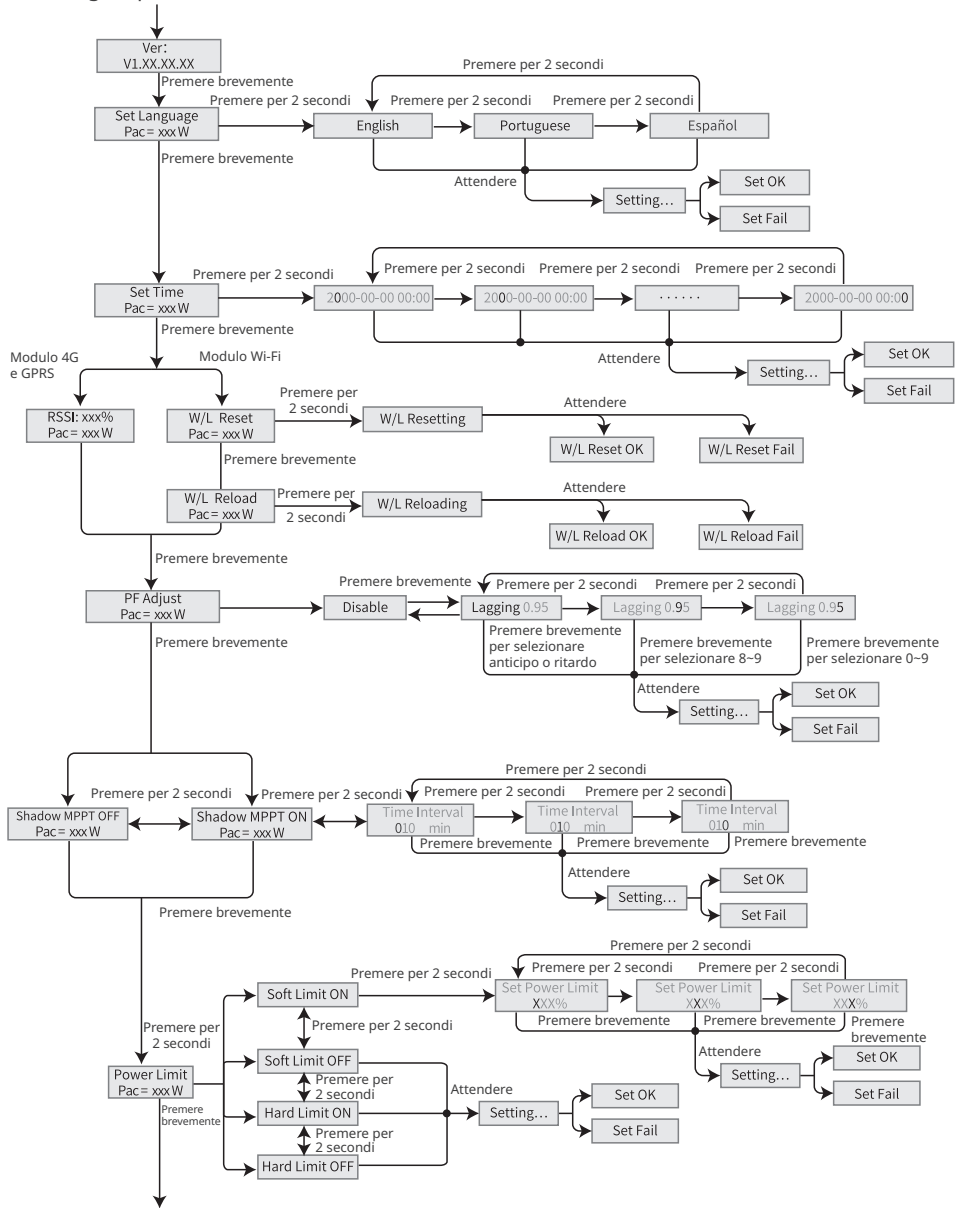 Ver:
V1.XX.XX.XX
Premere brevemente
Premere per 2 secondi
Premere per 2 secondi
Premere per 2 secondi
Premere per 2 secondi
Set Language
Pac= xxx W
English
Portuguese
Español
Premere brevemente
Attendere
Setting...
Set OK
Set Fail
Premere per 2 secondi
Premere per 2 secondi
Premere per 2 secondi
Premere per 2 secondi
Set Time
Pac= xxx W
2000-00-00 00:00
2000-00-00 00:00
······
2000-00-00 00:00
Premere brevemente
Attendere
Setting...
Set OK
Set Fail
Modulo 4G
e GPRS
Modulo Wi-Fi
RSSI: xxx%
Pac= xxx W
W/L Reset
Pac= xxx W
Premere per
2 secondi
W/L Resetting
Attendere
W/L Reset OK
W/L Reset Fail
Premere brevemente
W/L Reload
Pac= xxx W
Premere per
2 secondi
W/L Reloading
Attendere
W/L Reload OK
W/L Reload Fail
Premere brevemente
PF Adjust
Pac= xxx W
Disable
Premere brevemente
Premere per 2 secondi
Premere per 2 secondi
Lagging 0.95
Lagging 0.95
Lagging 0.95
Premere brevemente
Premere brevemente
per selezionare
anticipo o ritardo
Premere brevemente
per selezionare 8~9
Premere brevemente
per selezionare 0~9
Attendere
Setting...
Set OK
Set Fail
Premere per 2 secondi
Premere per 2 secondi
Premere per 2 secondi
Premere per 2 secondi
Premere per 2 secondi
Shadow MPPT OFF
Pac= xxx W
Shadow MPPT ON
Pac= xxx W
Time Interval
010 min
Time Interval
010 min
Time Interval
010 min
Premere brevemente
Premere brevemente
Premere brevemente
Attendere
Setting...
Set OK
Set Fail
Premere brevemente
Premere per 2 secondi
Premere per 2 secondi
Premere per 2 secondi
Premere per 2 secondi
Soft Limit ON
Set Power Limit
XXX%
Set Power Limit
XXX%
Set Power Limit
XXX%
Premere brevemente
Premere brevemente
Premere
brevemente
Premere per
2 secondi
Premere per 2 secondi
Attendere
Setting...
Set OK
Set Fail
Soft Limit OFF
Power Limit
Pac= xxx W
Premere
brevemente
Premere per
2 secondi
Hard Limit ON
Premere per
2 secondi
Hard Limit OFF
Attendere
Setting...
Set OK
Set Fail